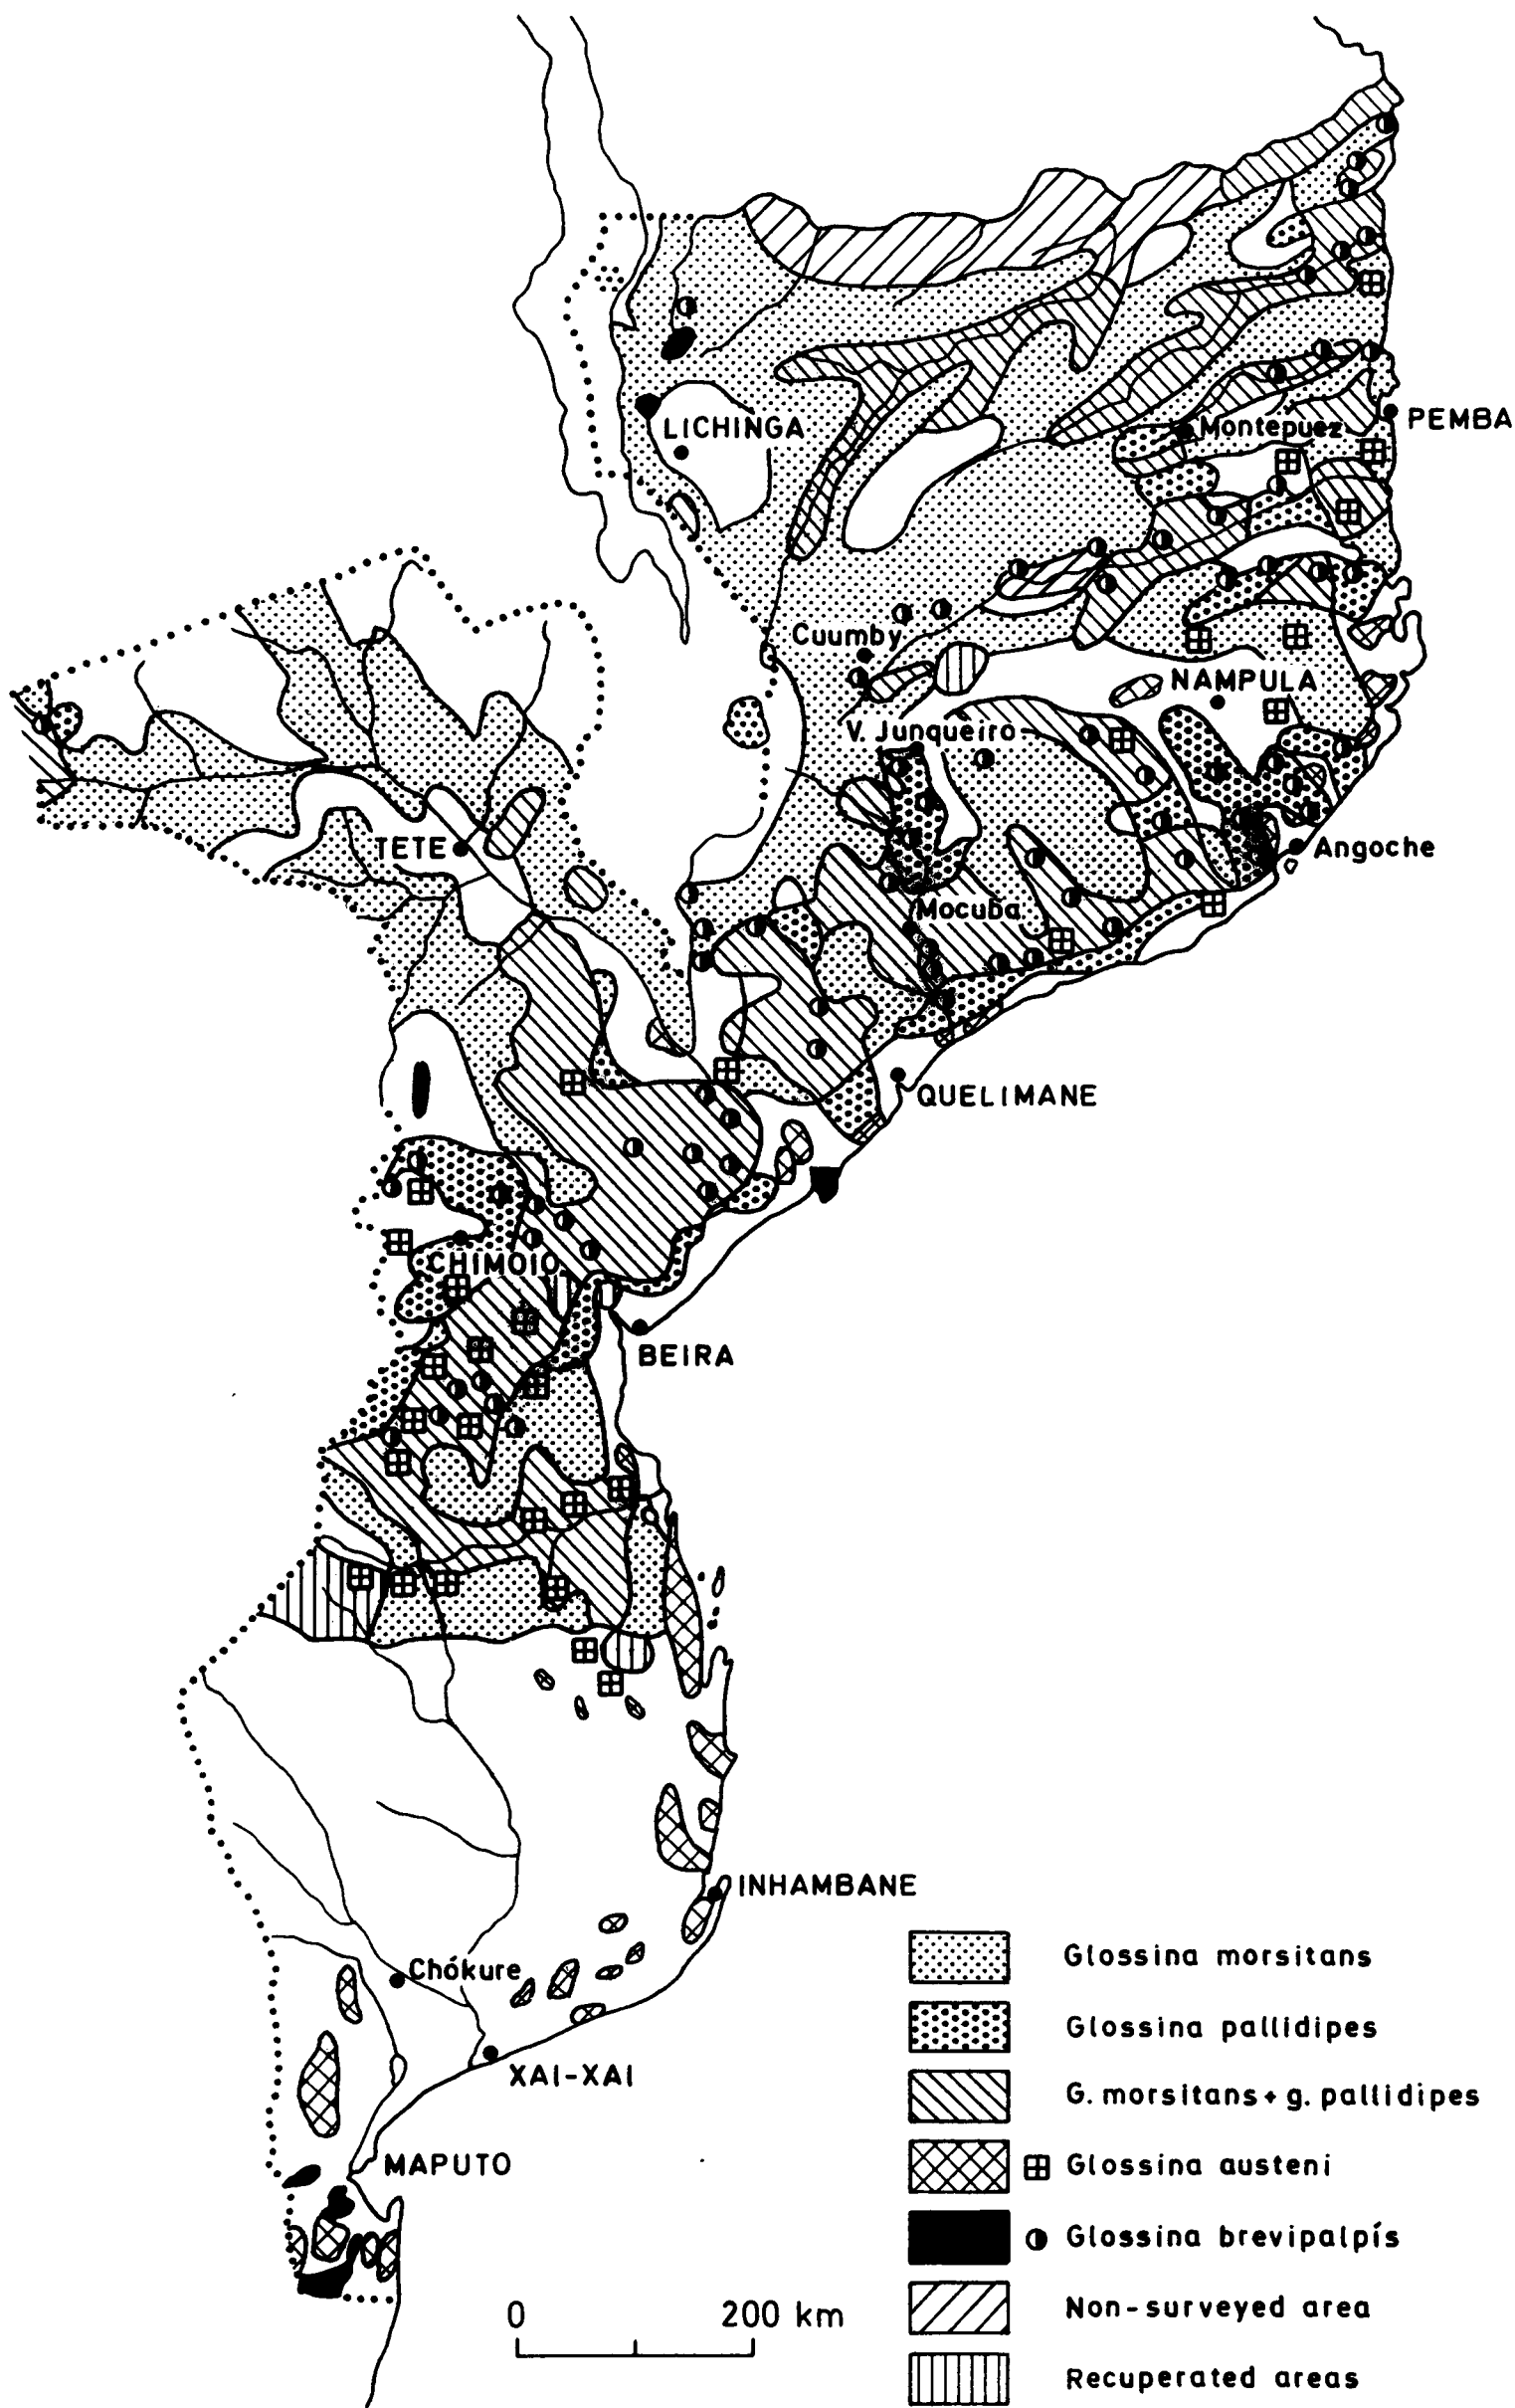 LICHINGA
Montepuez
PEMBA
Cuumby
NAMPULA
V. Junqueiro
TETE
Angoche
Mocuba
QUELIMANE
CHIMOIO
BEIRA
INHAMBANE
Chókure
XAI-XAI
MAPUTO
0 200 km
Glossina morsitans
Glossina pallidipes
G. morsitans + g. pallidipes
Glossina austeni
Glossina brevipalpís
Non-surveyed area
Recuperated areas